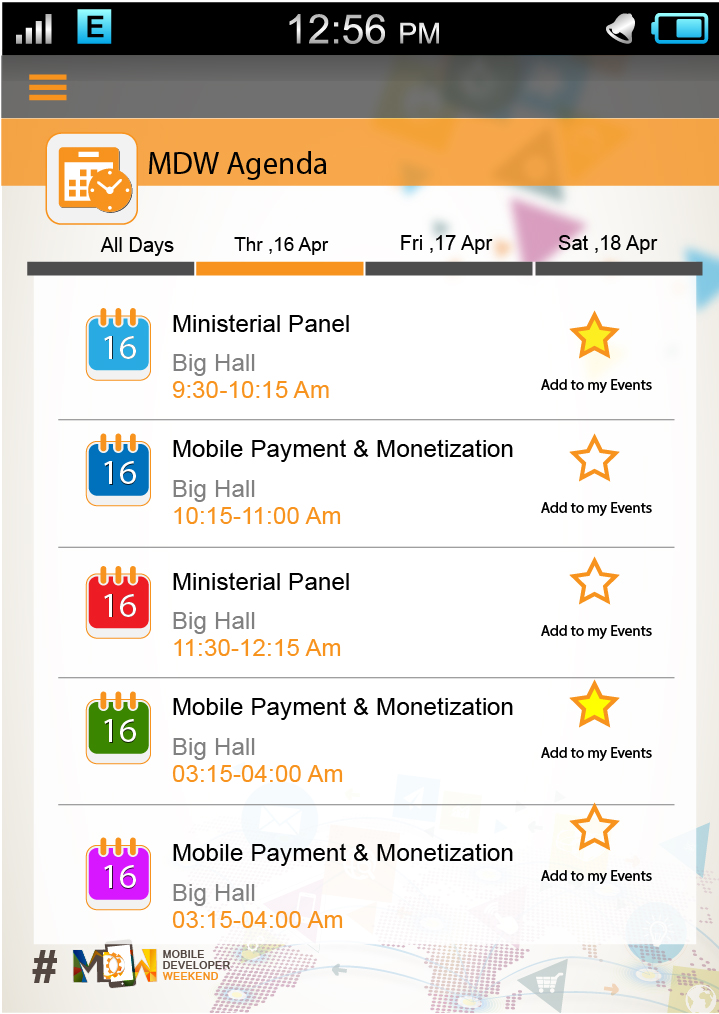 E
12:56 PM
MDW Agenda
All Days
Thr ,16 Apr
Fri ,17 Apr
Sat ,18 Apr
16
Ministerial Panel
Big Hall
9:30-10:15 Am
Add to my Events
16
Mobile Payment & Monetization
Big Hall
10:15-11:00 Am
Add to my Events
16
Ministerial Panel
Big Hall
11:30-12:15 Am
Add to my Events
16
Mobile Payment & Monetization
Big Hall
03:15-04:00 Am
Add to my Events
16
Mobile Payment & Monetization
Big Hall
03:15-04:00 Am
Add to my Events
# MDW
MOBILE
DEVELOPER
WEEKEND